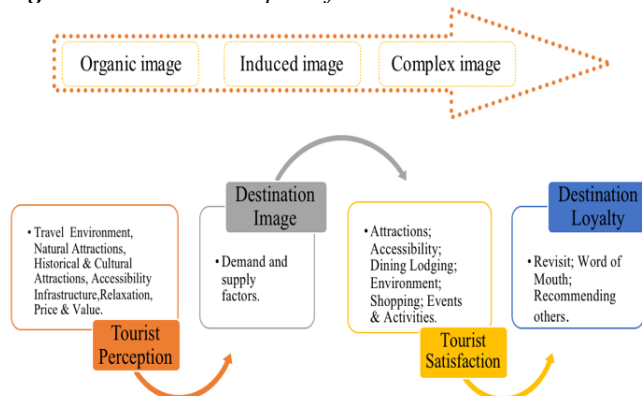 Organic image
Induced image
Complex image
Destination
Image
Destination
Loyalty
• Travel Environment,
Natural Attractions,
Historical & Cultural
Attractions, Accessibility
Infrastructure,Relaxation,
Price & Value.
• Demand and
supply
factors.
• Attractions;
Accessibility;
Dining Lodging;
Environment;
Shopping; Events
& Activities.
• Revisit; Word of
Mouth;
Recommending
others.
Tourist
Perception
Tourist
Satisfaction